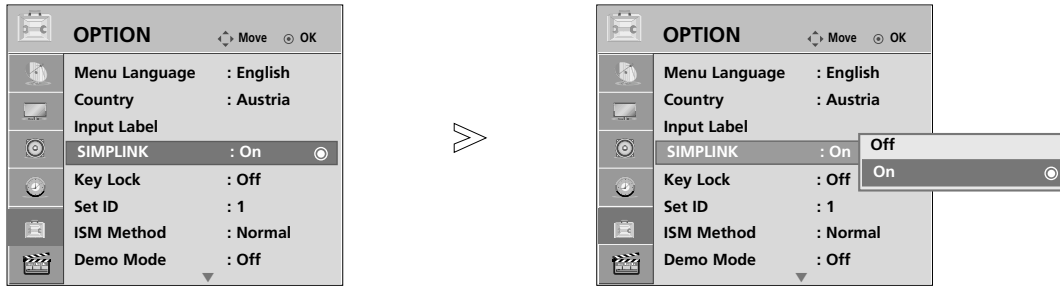 OPTION Move OK
Menu Language : English
Country : Austria
Input Label
SIMPLINK : On
Key Lock : Off
Set ID : 1
ISM Method : Normal
Demo Mode : Off
OPTION Move OK
Menu Language : English
Country : Austria
Input Label
SIMPLINK : On
Key Lock : Off
Set ID : 1
ISM Method : Normal
Demo Mode : Off
Off
On